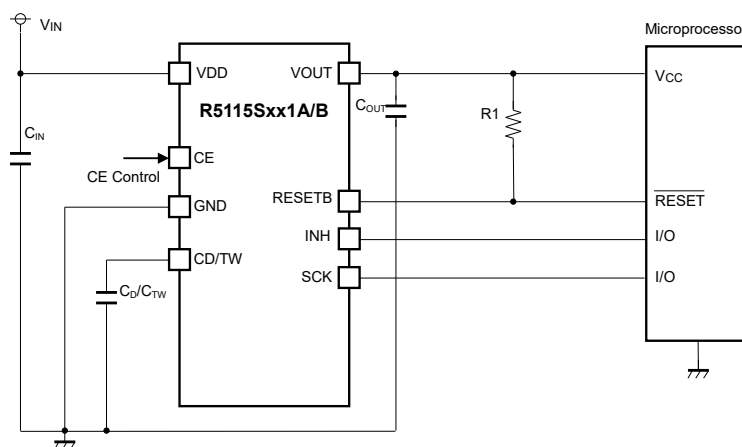 VIN
Microprocesso
VDD
VOUT
VCC
R5115Sxx1A/B
COUT
R1
CIN
CE
CE Control
RESETB
RESET
GND
INH
I/O
CD/TW
SCK
I/O
CD/CTW